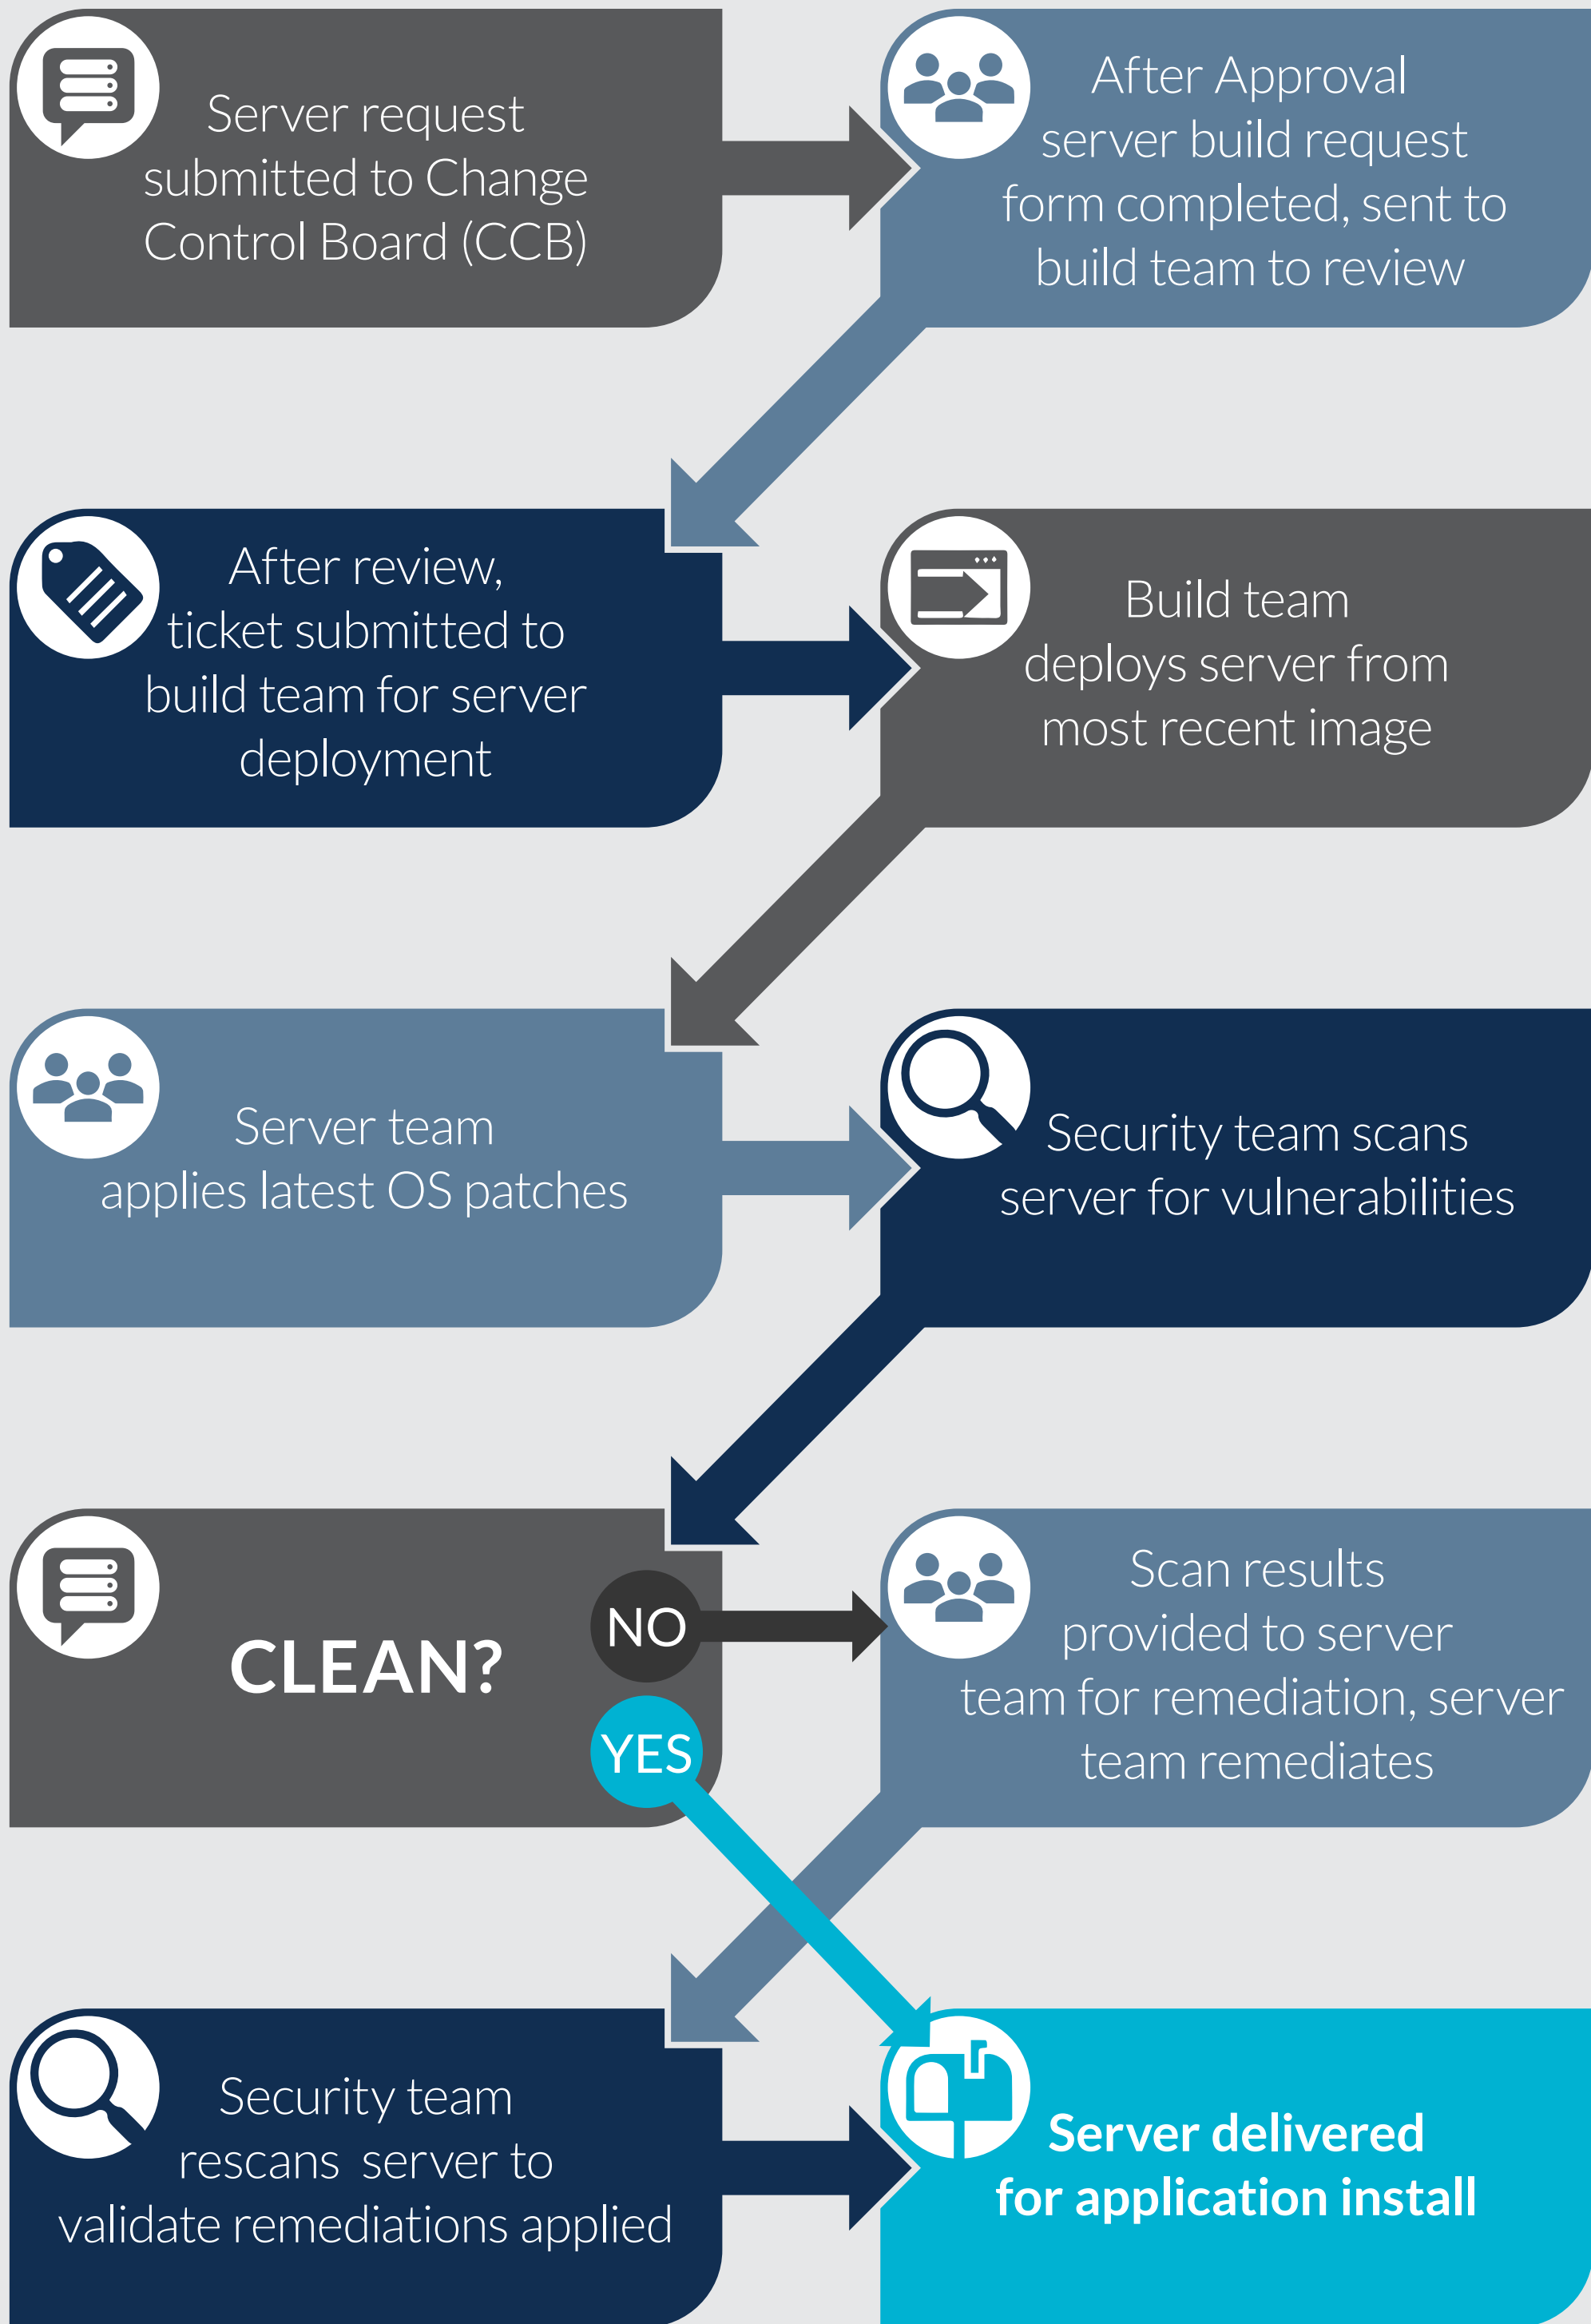 Server request
submitted to Change
Control Board (CCB)
After Approval
server build request
form completed, sent to
build team to review
After review,
ticket submitted to
build team for server
deployment
Build team
deploys server from
most recent image
Server team
applies latest OS patches
Security team scans
server for vulnerabilities
CLEAN?
NO
YES
Scan results
provided to server
team for remediation, server
team remediates
Security team
rescans server to
validate remediations applied
Server delivered
for application install